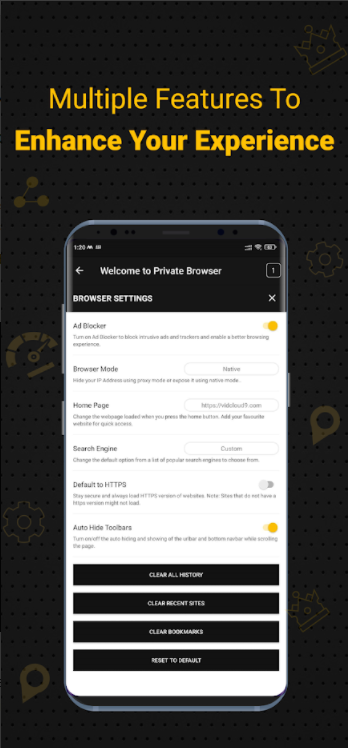 Multiple Features To
Enhance Your Experience
1:20
Welcome to Private Browser
1
BROWSER SETTINGS
Ad Blocker
Turn on Ad Blocker to block intrusive ads and trackers and enable a better browsing
experience.
Browser Mode
Native
Hide your IP Address using proxy mode or expose it using native mode.
Home Page
https://vidcloud9.com
Change the webpage loaded when you press the home button. Add your favourite
website for quick access.
Search Engine
Custom
Change the default option from a list of popular search engines to choose from.
Default to HTTPS
Stay secure and always load HTTPS version of websites. Note: Sites that do not have a
https version might not load.
Auto Hide Toolbars
Turn on/off the auto hiding and showing of the urlbar and bottom navbar while scrolling
the page.
CLEAR ALL HISTORY
CLEAR RECENT SITES
CLEAR BOOKMARKS
RESET TO DEFAULT